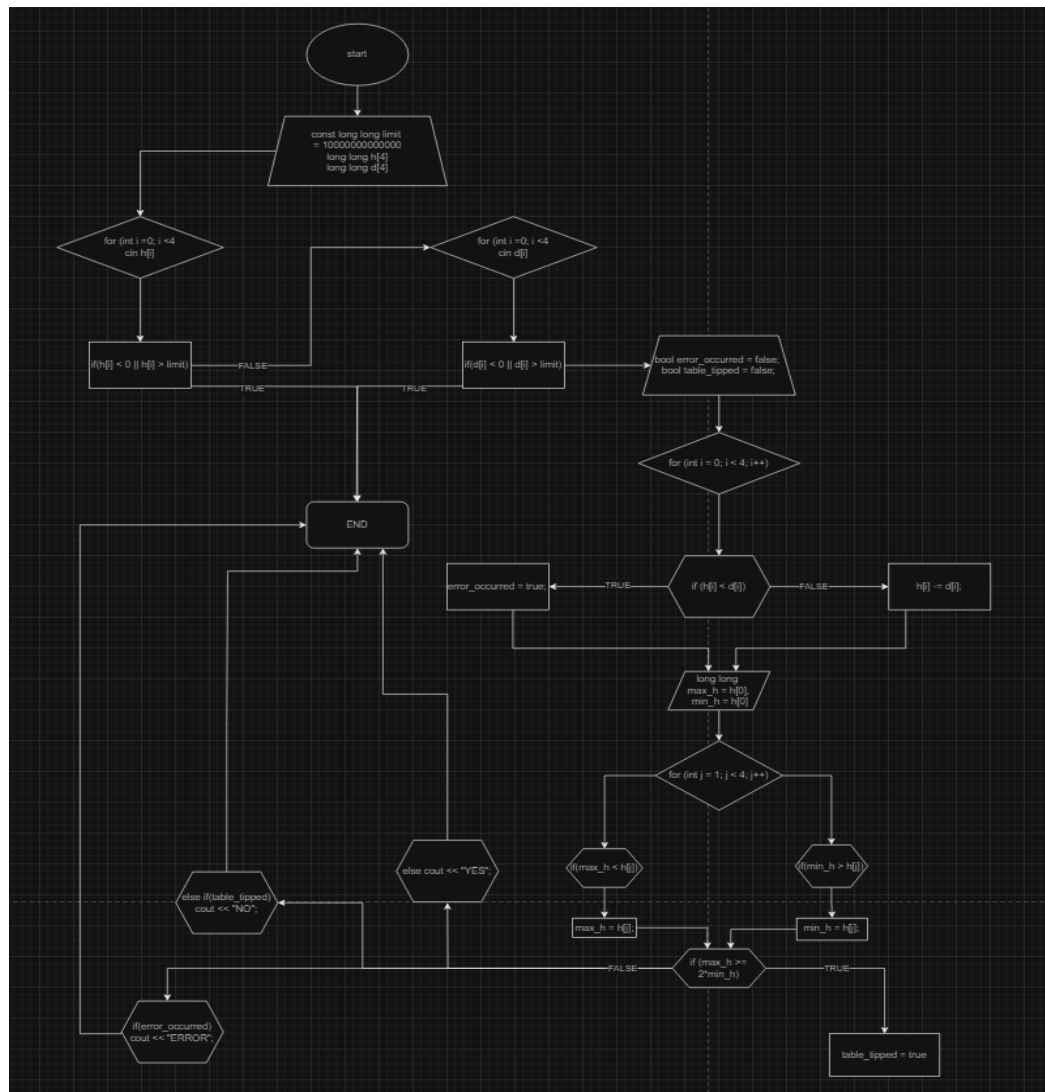 start
const long long limit
= 10000000000000
long long h[4]
long long d[4]
for (int i =0; i <4
cin h[i]
for (int i =0; i <4
cin d[i]
if(h[i] < 0 || h[i] > limit)
FALSE
if(d[i] < 0 || d[i] > limit)
bool error_occurred = false;
bool table_tipped = false;
TRUE
TRUE
for (int i = 0; i < 4; i++)
END
error_occurred = true;
TRUE
if (h[i] < d[i])
FALSE
h[i] -= d[i];
long long
max_h = h[0],
min_h = h[0]
for (int j = 1; j < 4; j++)
if(max_h < h[j])
if(min_h > h[j])
else cout << "YES";
else if(table_tipped)
cout << "NO";
max_h = h[j];
min_h = h[j];
FALSE
if (max_h >=
2*min_h)
TRUE
if(error_occurred)
cout << "ERROR";
table_tipped = true